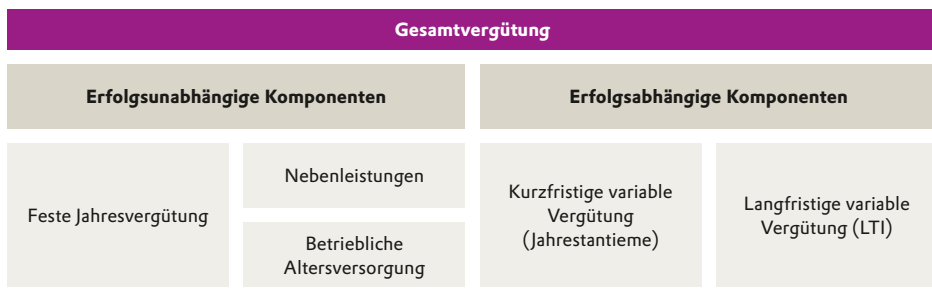 Gesamtvergütung
Erfolgsunabhängige Komponenten
Erfolgsabhängige Komponenten
Feste Jahresvergütung
Nebenleistungen
Betriebliche
Altersversorgung
Kurzfristige variable
Vergütung
(Jahrestantieme)
Langfristige variable
Vergütung (LTI)